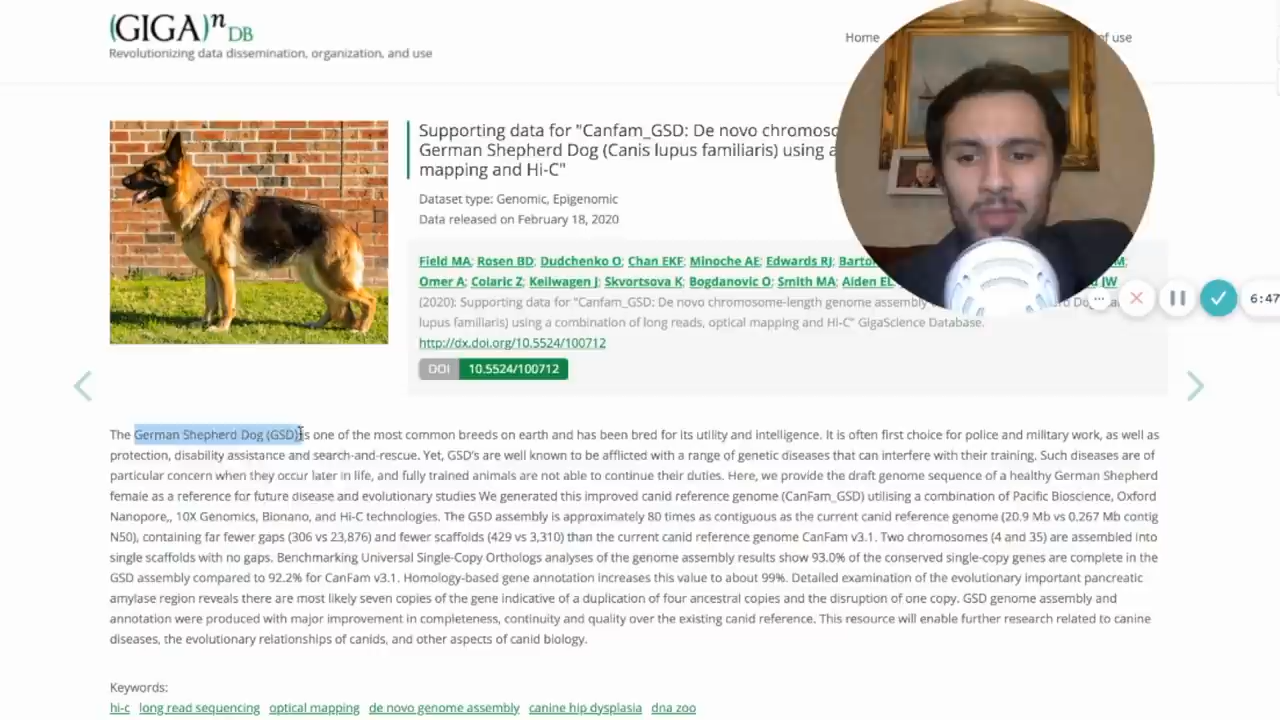 (GIGA)ⁿ DB
Revolutionizing data dissemination, organization, and use
Home
of use
Supporting data for "Canfam_GSD: De novo
German Shepherd Dog (Canis lupus familiaris) using a
mapping and Hi-C"
Dataset type: Genomic, Epigenomic
Data released on February 18, 2020
Field MA; Rosen BD; Dudchenko O; Chan EKF; Minoche AE; Edwards RJ;
Omer A; Colaric Z; Keilwagen J; Skvortsova K; Bogdanovic O; Smith MA; Aiden EL JW
(2020): Supporting data for "Canfam_GSD: De novo chromosome-length genome assembly
lupus familiaris) using a combination of long reads, optical mapping and Hi-C" GigaScience Database.
http://dx.doi.org/10.5524/100712
DOI 10.5524/100712
6:47
The German Shepherd Dog (GSD) is one of the most common breeds on earth and has been bred for its utility and intelligence. It is often first choice for police and military work, as well as
protection, disability assistance and search-and-rescue. Yet, GSD's are well known to be afflicted with a range of genetic diseases that can interfere with their training. Such diseases are of
particular concern when they occur later in life, and fully trained animals are not able to continue their duties. Here, we provide the draft genome sequence of a healthy German Shepherd
female as a reference for future disease and evolutionary studies We generated this improved canid reference genome (CanFam_GSD) utilising a combination of Pacific Bioscience, Oxford
Nanopore,, 10X Genomics, Bionano, and Hi-C technologies. The GSD assembly is approximately 80 times as contiguous as the current canid reference genome (20.9 Mb vs 0.267 Mb contig
N50), containing far fewer gaps (306 vs 23,876) and fewer scaffolds (429 vs 3,310) than the current canid reference genome CanFam v3.1. Two chromosomes (4 and 35) are assembled into
single scaffolds with no gaps. Benchmarking Universal Single-Copy Orthologs analyses of the genome assembly results show 93.0% of the conserved single-copy genes are complete in the
GSD assembly compared to 92.2% for CanFam v3.1. Homology-based gene annotation increases this value to about 99%. Detailed examination of the evolutionary important pancreatic
amylase region reveals there are most likely seven copies of the gene indicative of a duplication of four ancestral copies and the disruption of one copy. GSD genome assembly and
annotation were produced with major improvement in completeness, continuity and quality over the existing canid reference. This resource will enable further research related to canine
diseases, the evolutionary relationships of canids, and other aspects of canid biology.
Keywords:
hi-c long read sequencing optical mapping de novo genome assembly canine hip dysplasia dna zoo